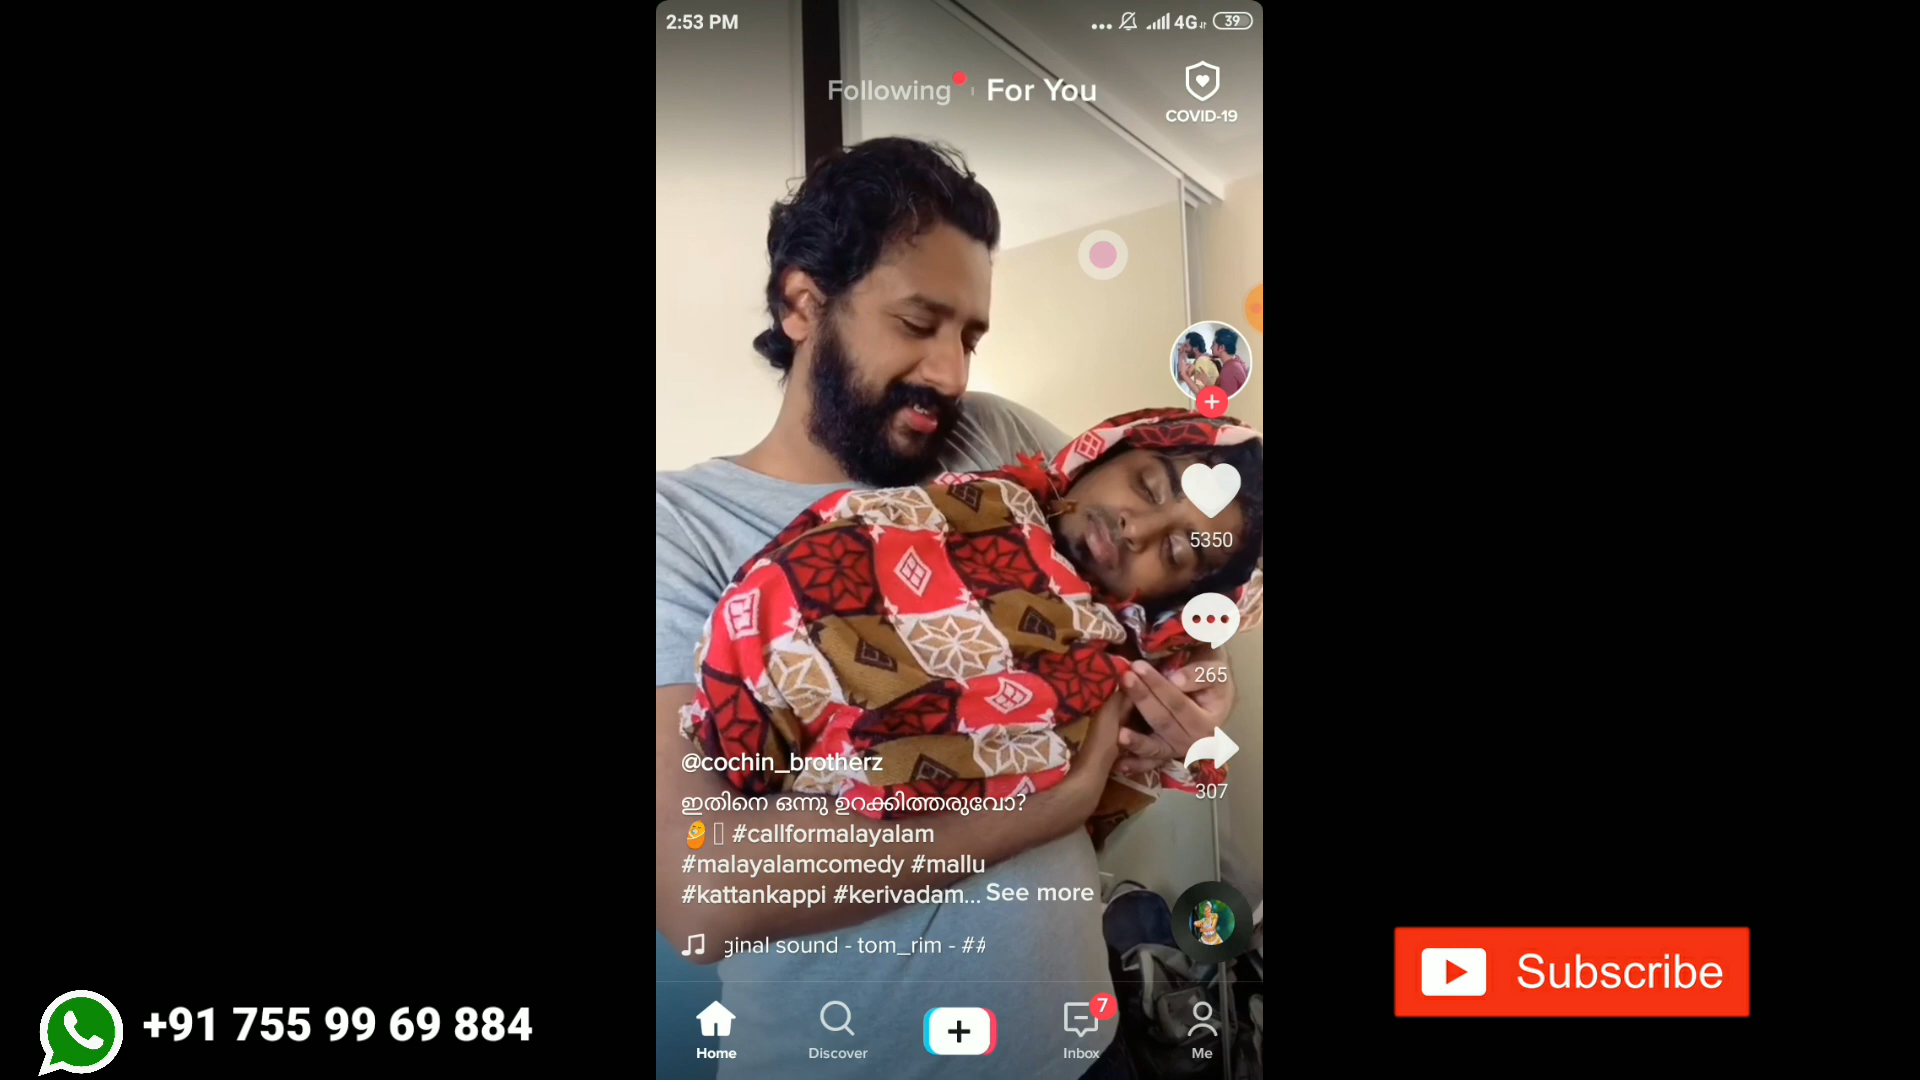 2:53 PM
4G
39
Following
For You
COVID-19
5350
265
307
@cochin_brotherz
ഇതിനെ ഒന്നു ഉറക്കിത്തരുവോ?
#callformalayalam
#malayalamcomedy #mallu
#kattankappi #kerivadam... See more
ginal sound - tom_rim - ##
Home
Discover
7
Inbox
Me
+91 755 99 69 884
Subscribe